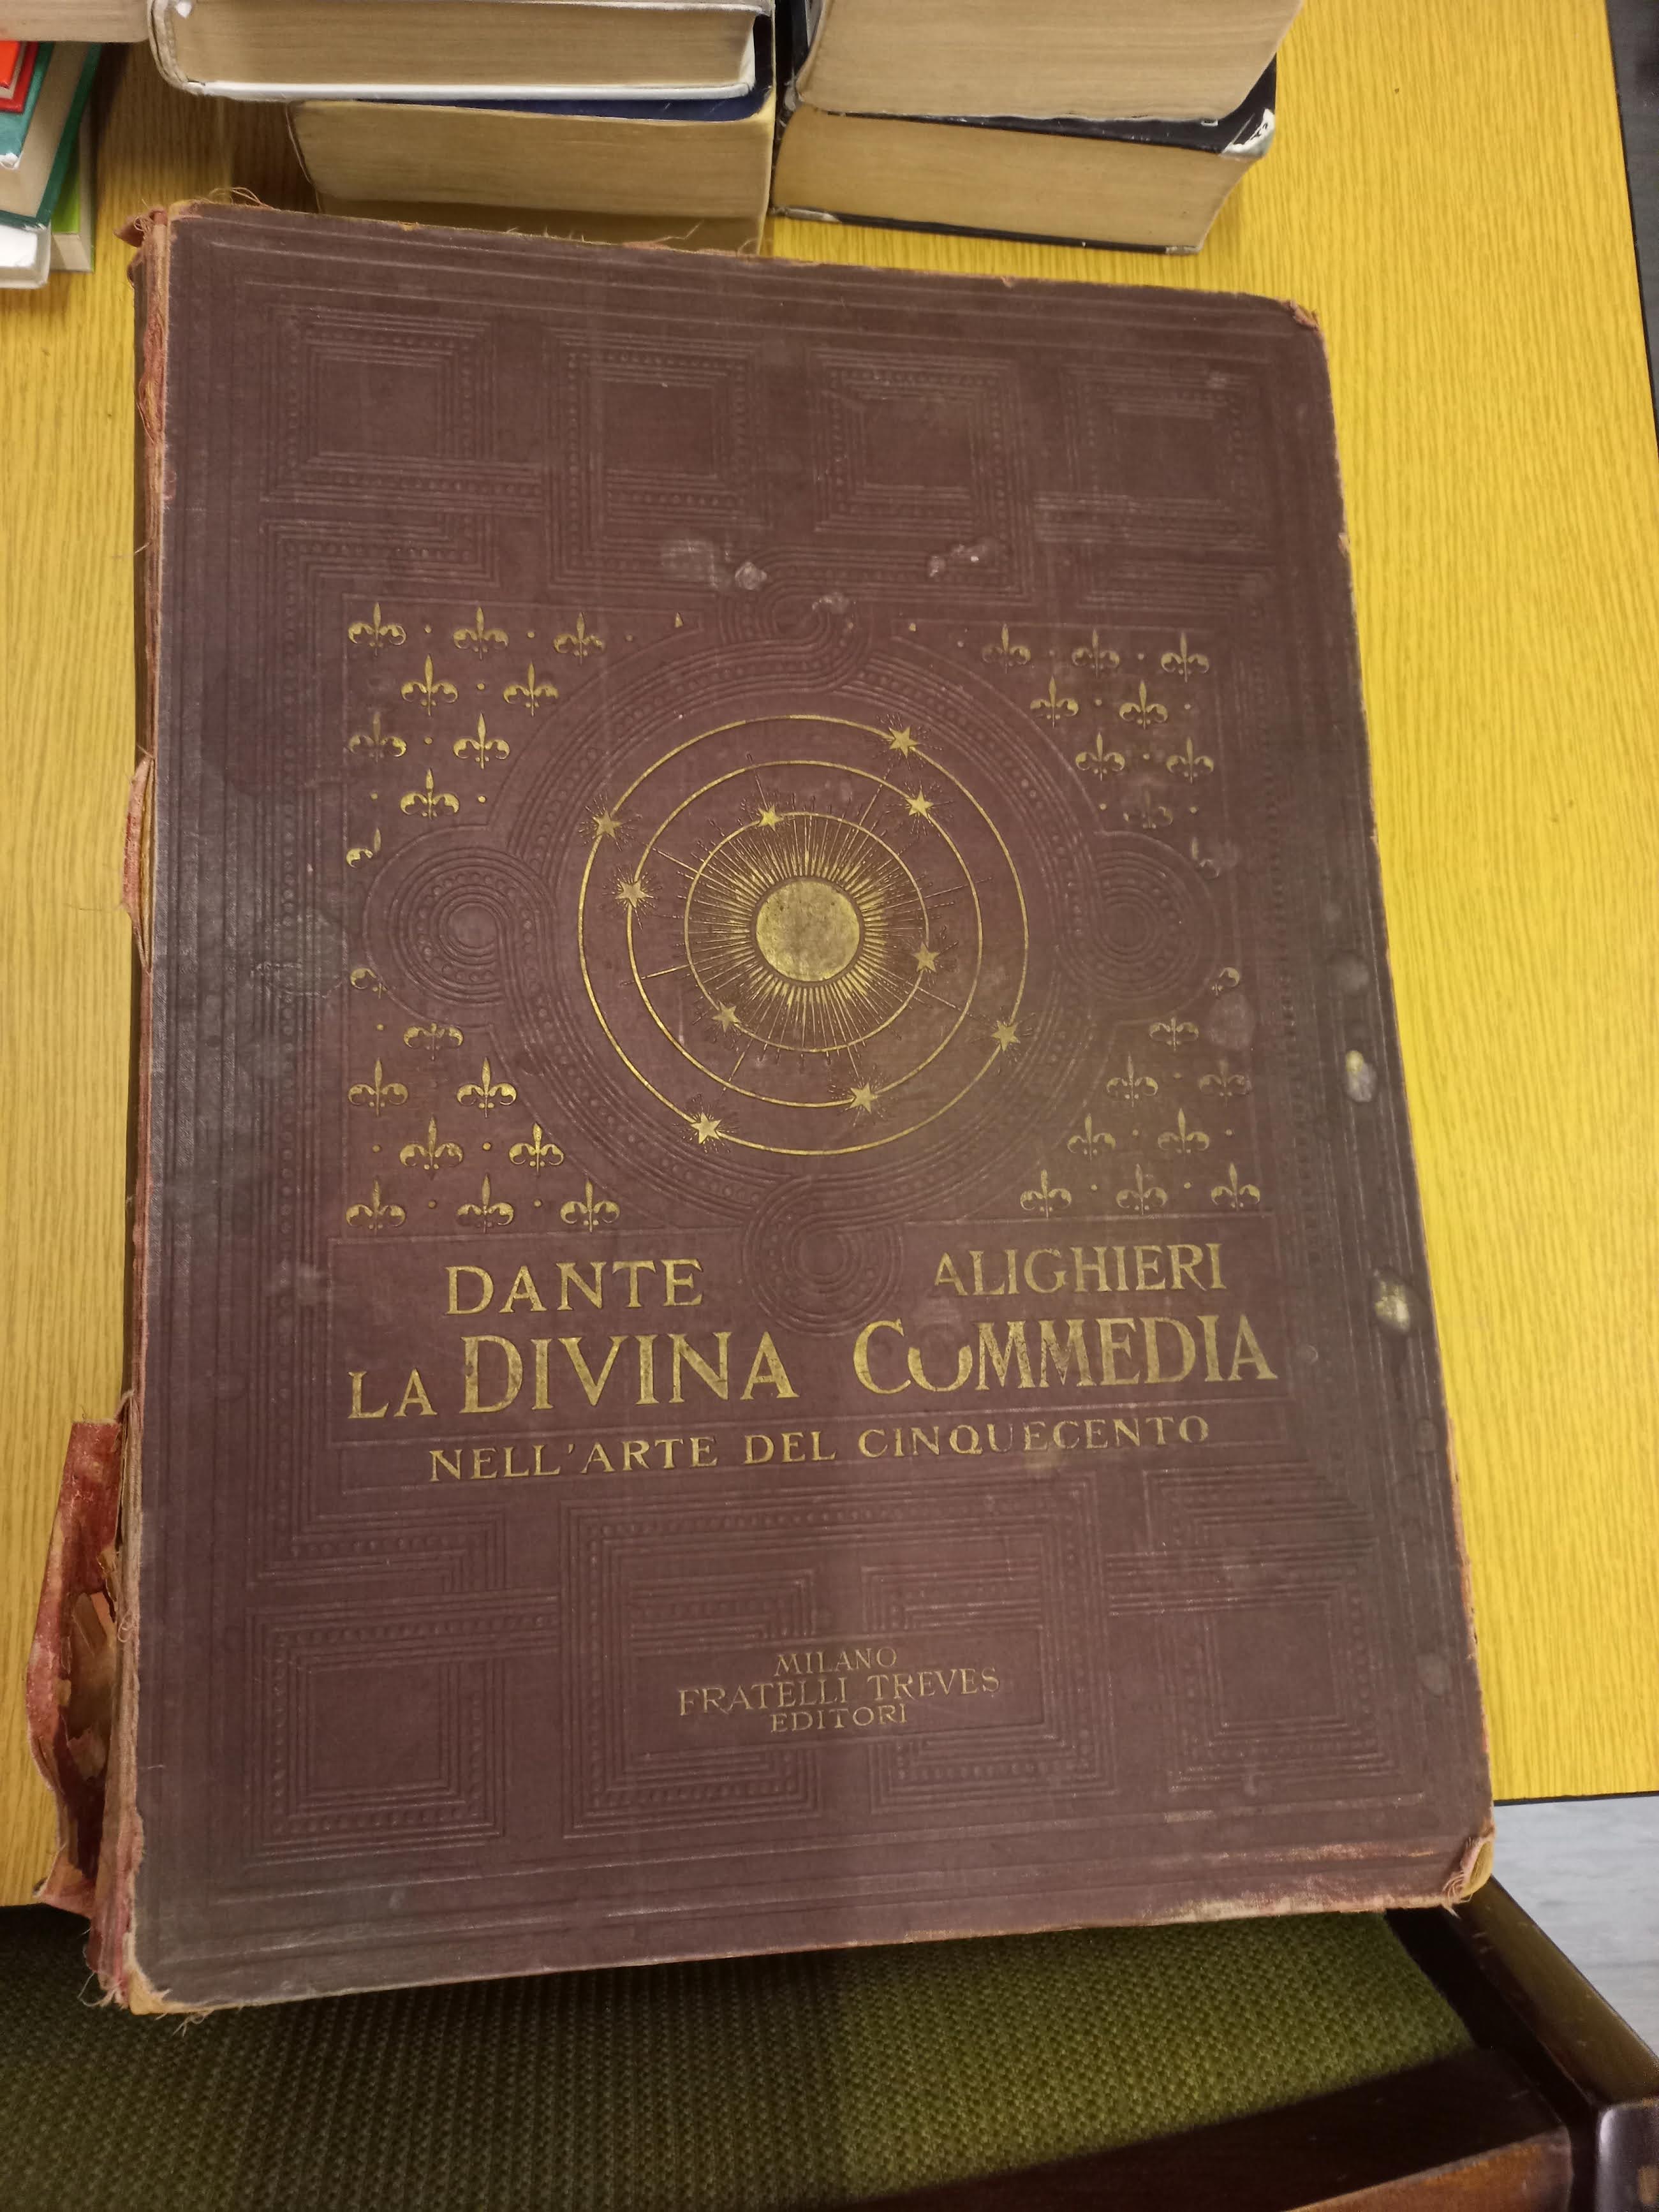 DANTE ALIGHIERI
LA DIVINA COMMEDIA
NELL'ARTE DEL CINQUECENTO
MILANO
FRATELLI TREVES
EDITORI